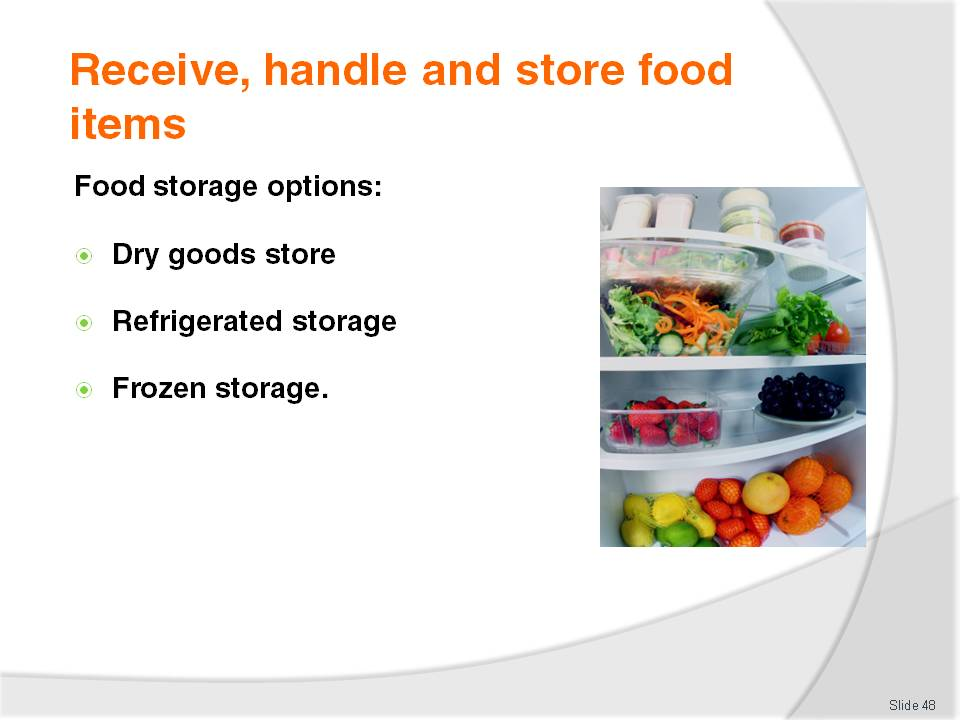 Receive, handle and store food
items
Food storage options:
Dry goods store
Refrigerated storage
Frozen storage.
Slide 48